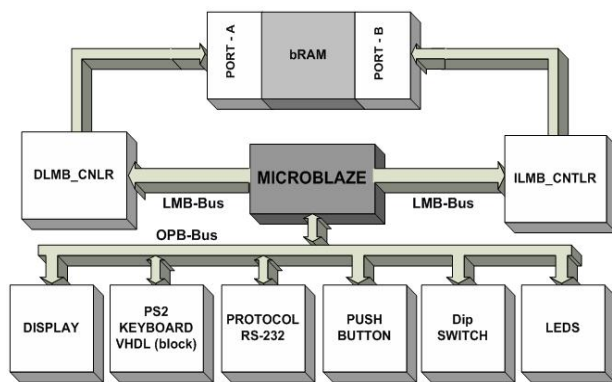 PORT - A
bRAM
PORT - B
DLMB_CNLR
MICROBLAZE
ILMB_CNTLR
LMB-Bus
LMB-Bus
OPB-Bus
DISPLAY
PS2
KEYBOARD
VHDL (block)
PROTOCOL
RS-232
PUSH
BUTTON
Dip
SWITCH
LEDS